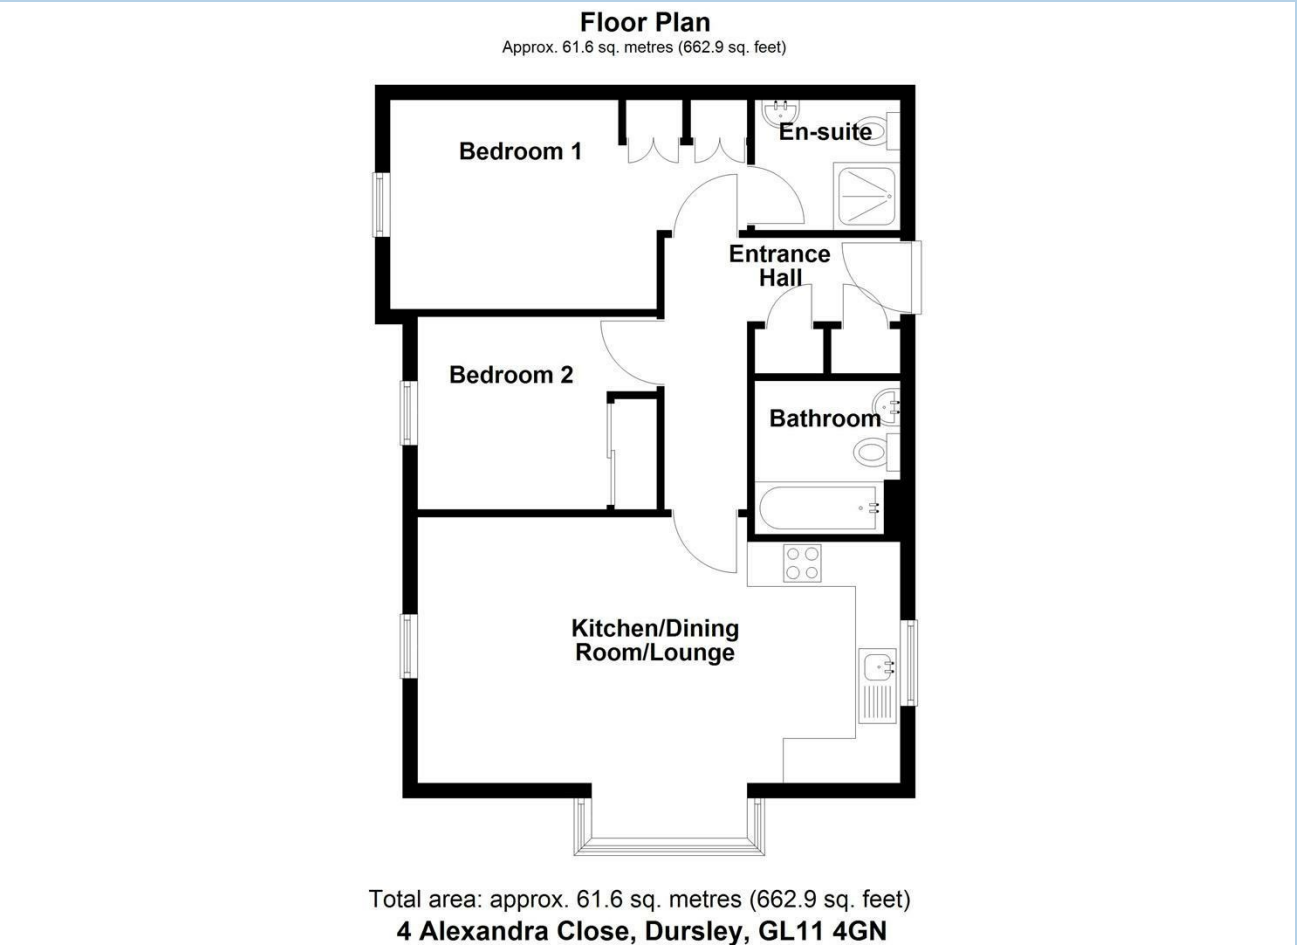 Floor Plan
Approx. 61.6 sq. metres (662.9 sq. feet)
Bedroom 1
En-suite
Entrance
Hall
Bedroom 2
Bathroom
Kitchen/Dining
Room/Lounge
Total area: approx. 61.6 sq. metres (662.9 sq. feet)
4 Alexandra Close, Dursley, GL11 4GN